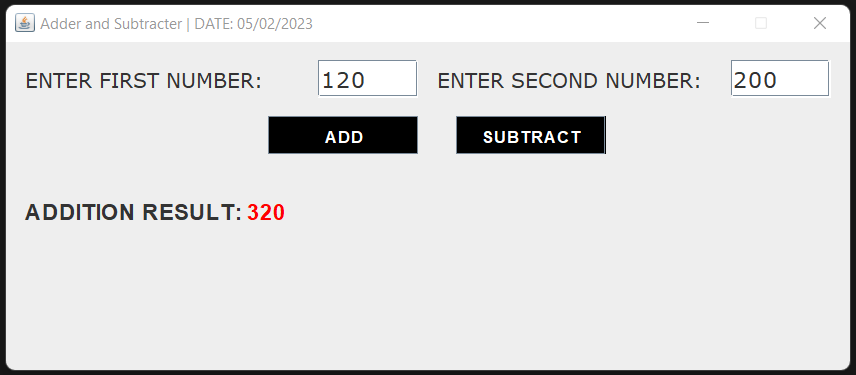 Adder and Subtracter | DATE: 05/02/2023
ENTER FIRST NUMBER: 120 ENTER SECOND NUMBER: 200
ADD SUBTRACT
ADDITION RESULT: 320